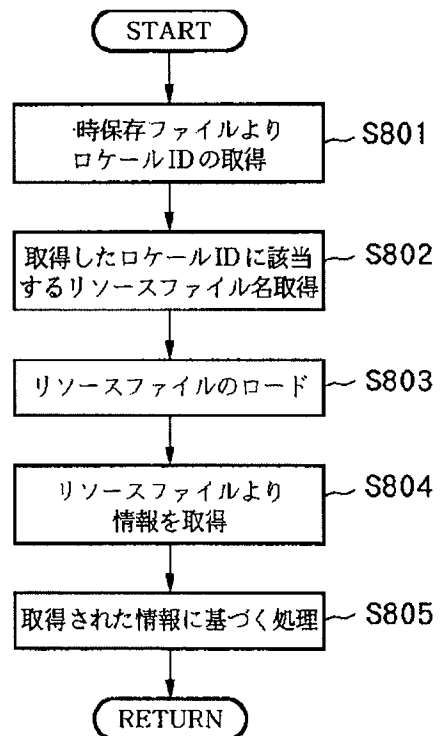 START
一時保存ファイルより
ロケールIDの取得
S801
取得したロケールIDに該当
するリソースファイル名取得
S802
リソースファイルのロード
S803
リソースファイルより
情報を取得
S804
取得された情報に基づく処理
S805
RETURN